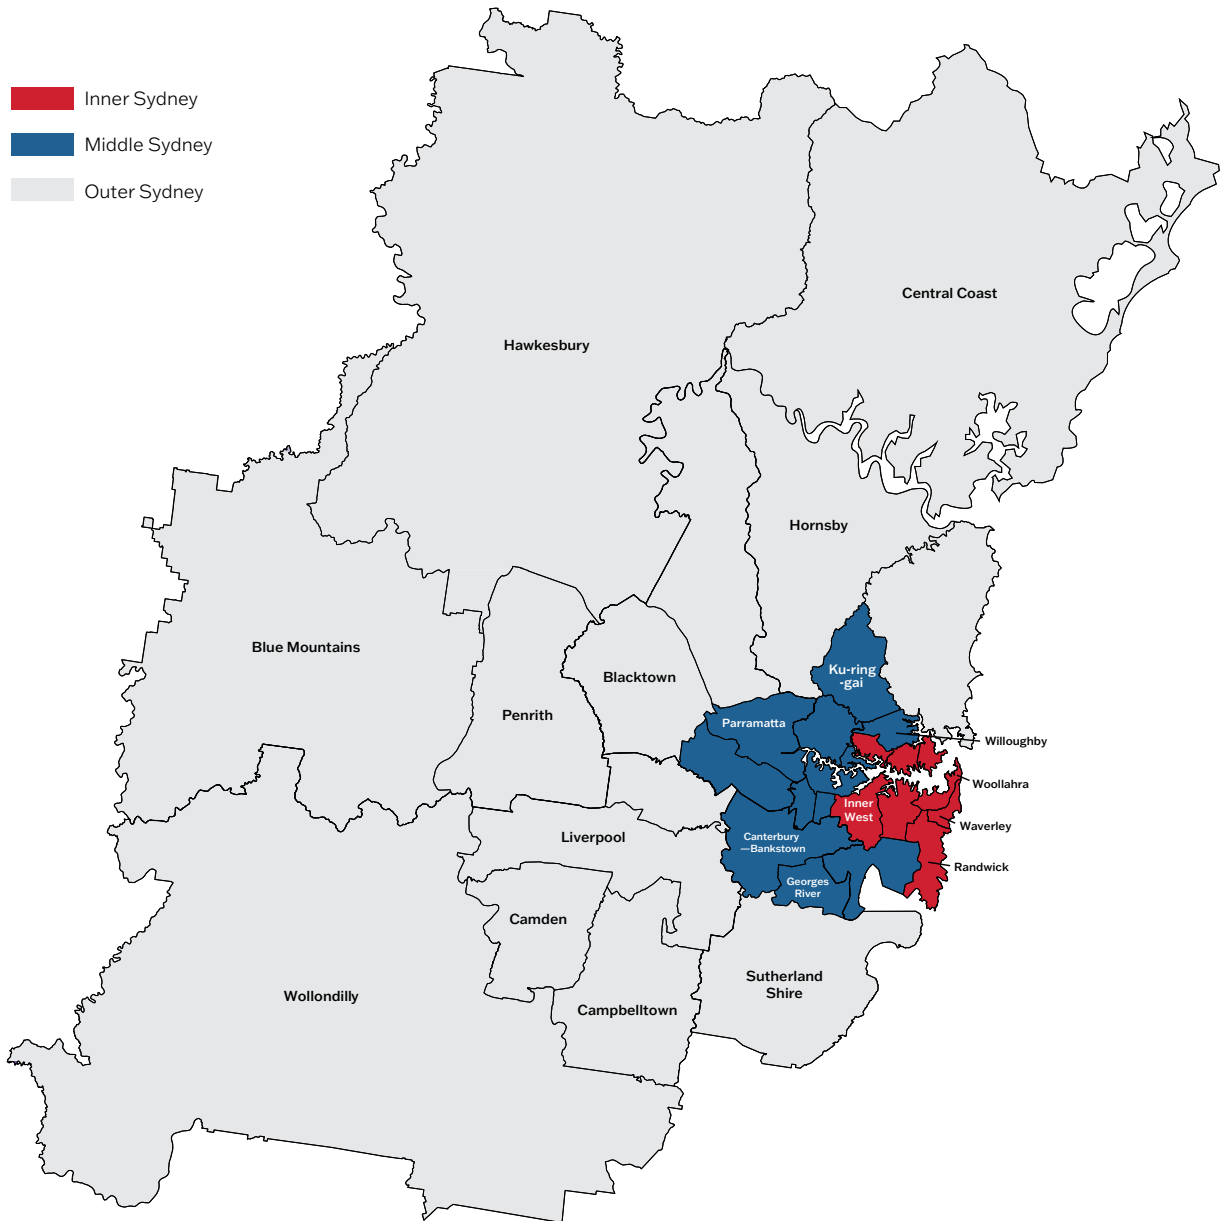 Inner Sydney
Middle Sydney
Outer Sydney
Central Coast
Hawkesbury
Hornsby
Blue Mountains
Ku-ring
-gai
Blacktown
Penrith
Parramatta
Willoughby
Woollahra
Inner
West
Waverley
Liverpool
Canterbury
—Bankstown
Randwick
Georges
River
Camden
Sutherland
Shire
Wollondilly
Campbelltown